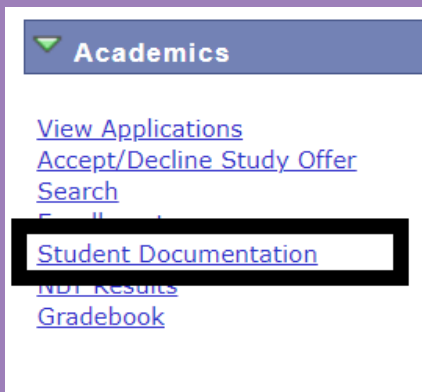 Academics
View Applications
Accept/Decline Study Offer
Search
Student Documentation
NBT Results
Gradebook